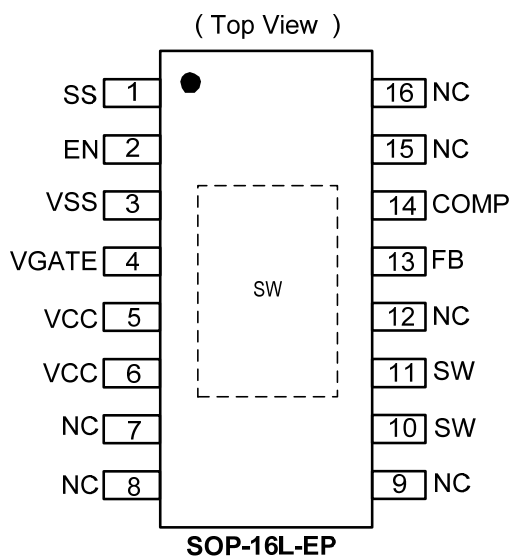 ( Top View )
SS 1 16 NC
EN 2 15 NC
VSS 3 14 COMP
VGATE 4 13 FB
SW
VCC 5 12 NC
VCC 6 11 SW
NC 7 10 SW
NC 8 9 NC
SOP-16L-EP